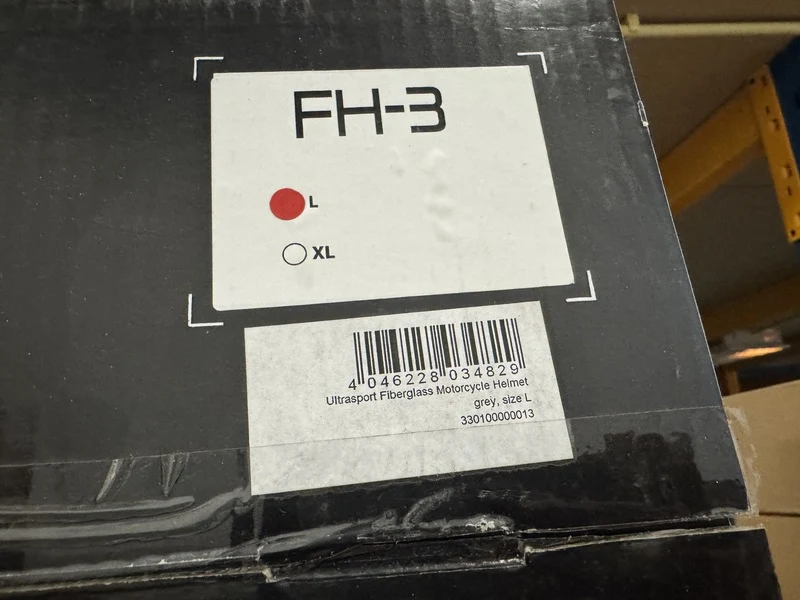 FH-3
L
XL
4 046228 034829
Ultrasport Fiberglass Motorcycle Helmet
grey, size L
330100000013